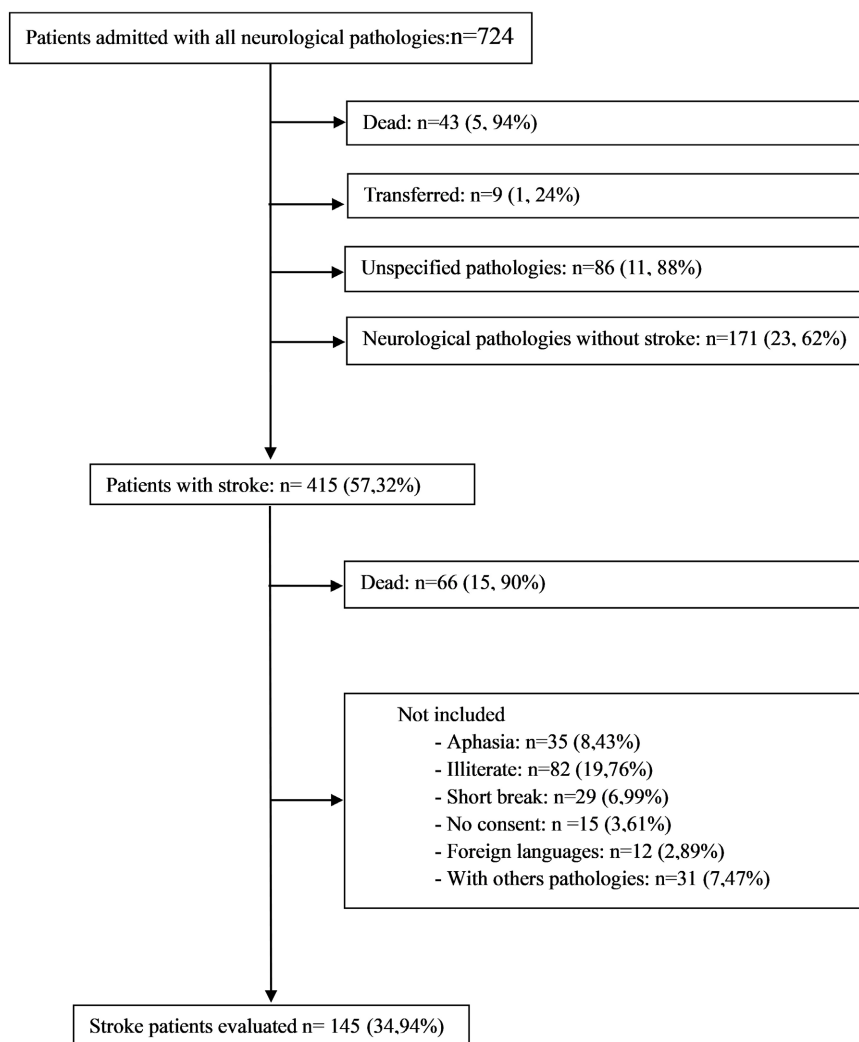 Patients admitted with all neurological pathologies:n=724
Dead: n=43 (5, 94%)
Transferred: n=9 (1, 24%)
Unspecified pathologies: n=86 (11, 88%)
Neurological pathologies without stroke: n=171 (23, 62%)
Patients with stroke: n= 415 (57,32%)
Dead: n=66 (15, 90%)
Not included
- Aphasia: n=35 (8,43%)
- Illiterate: n=82 (19,76%)
- Short break: n=29 (6,99%)
- No consent: n =15 (3,61%)
- Foreign languages: n=12 (2,89%)
- With others pathologies: n=31 (7,47%)
Stroke patients evaluated n= 145 (34,94%)